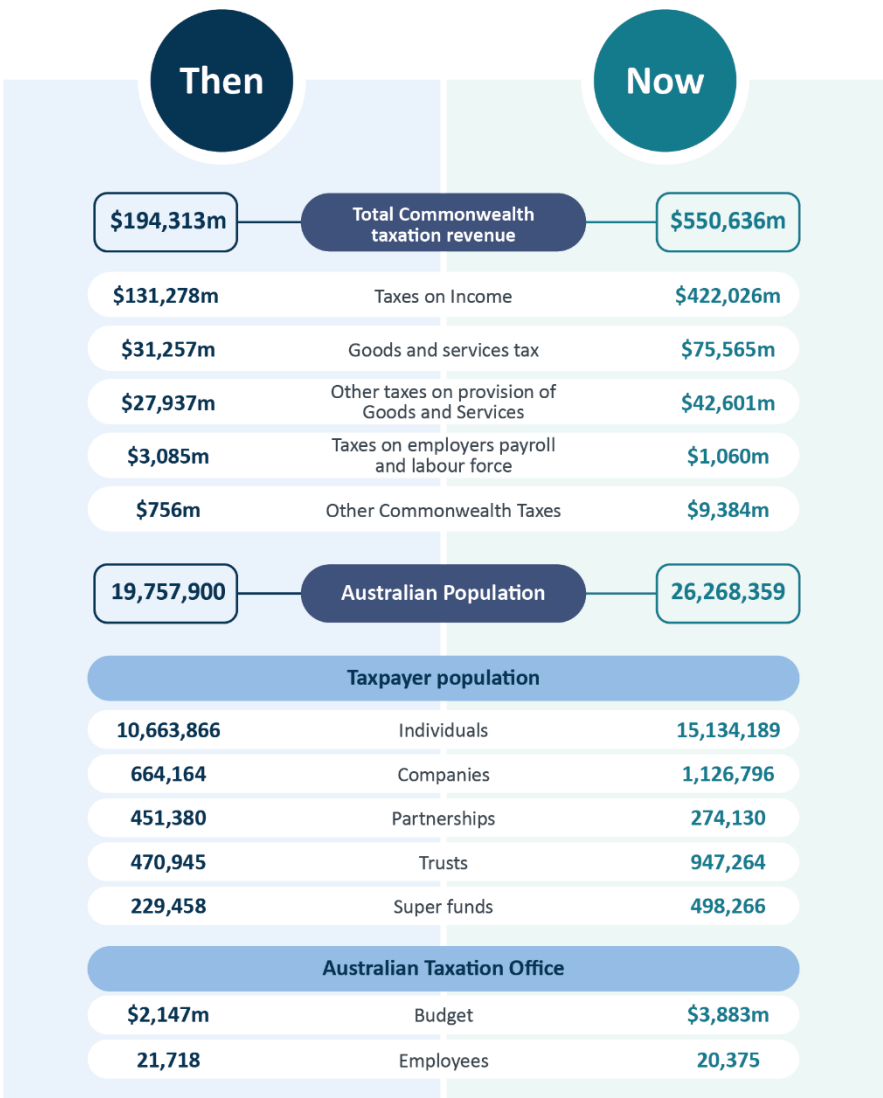 Then
Now
$194,313m
Total Commonwealth
taxation revenue
$550,636m
$131,278m
Taxes on Income
$422,026m
$31,257m
Goods and services tax
$75,565m
$27,937m
Other taxes on provision of
Goods and Services
$42,601m
$3,085m
Taxes on employers payroll
and labour force
$1,060m
$756m
Other Commonwealth Taxes
$9,384m
19,757,900
Australian Population
26,268,359
Taxpayer population
10,663,866
Individuals
15,134,189
664,164
Companies
1,126,796
451,380
Partnerships
274,130
470,945
Trusts
947,264
229,458
Super funds
498,266
Australian Taxation Office
$2,147m
Budget
$3,883m
21,718
Employees
20,375